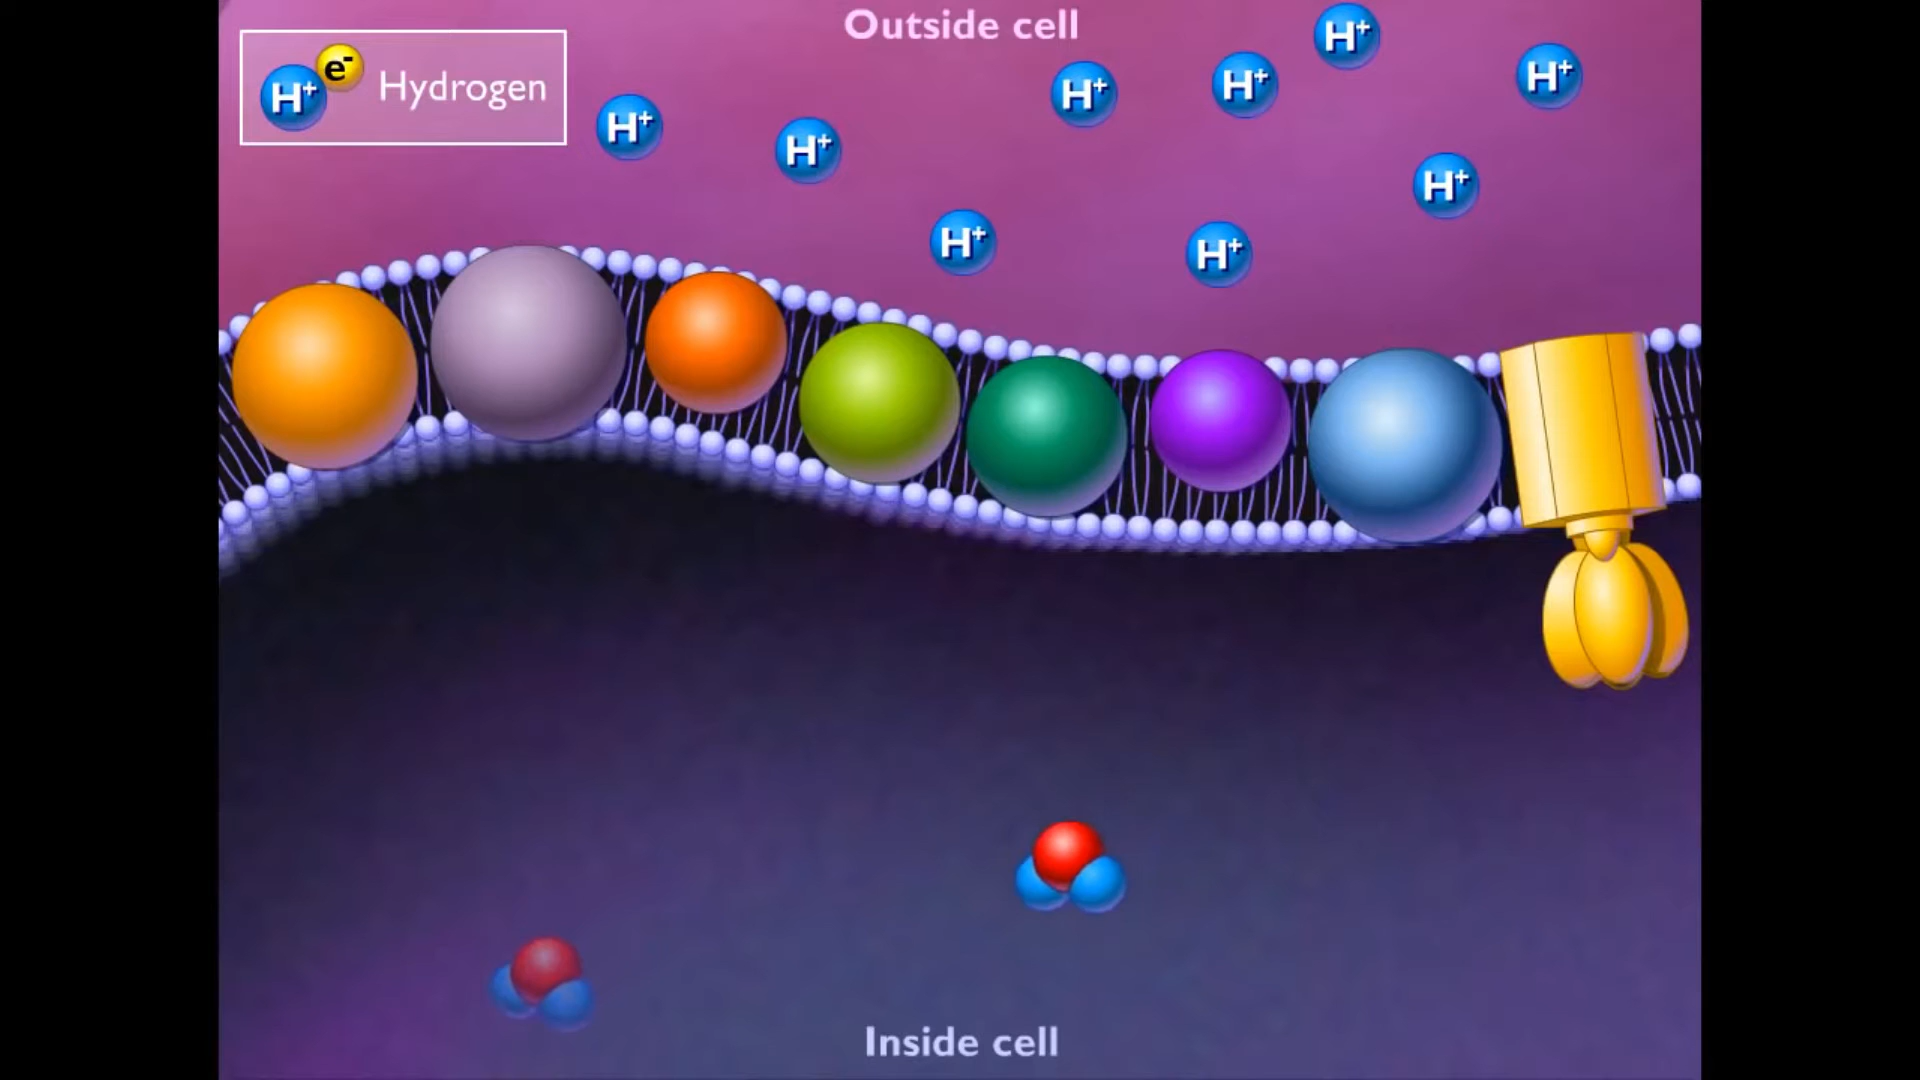 Outside cell
H⁺ e⁻ Hydrogen
H⁺
H⁺
H⁺
H⁺
H⁺
H⁺
H⁺
H⁺
H⁺
Inside cell